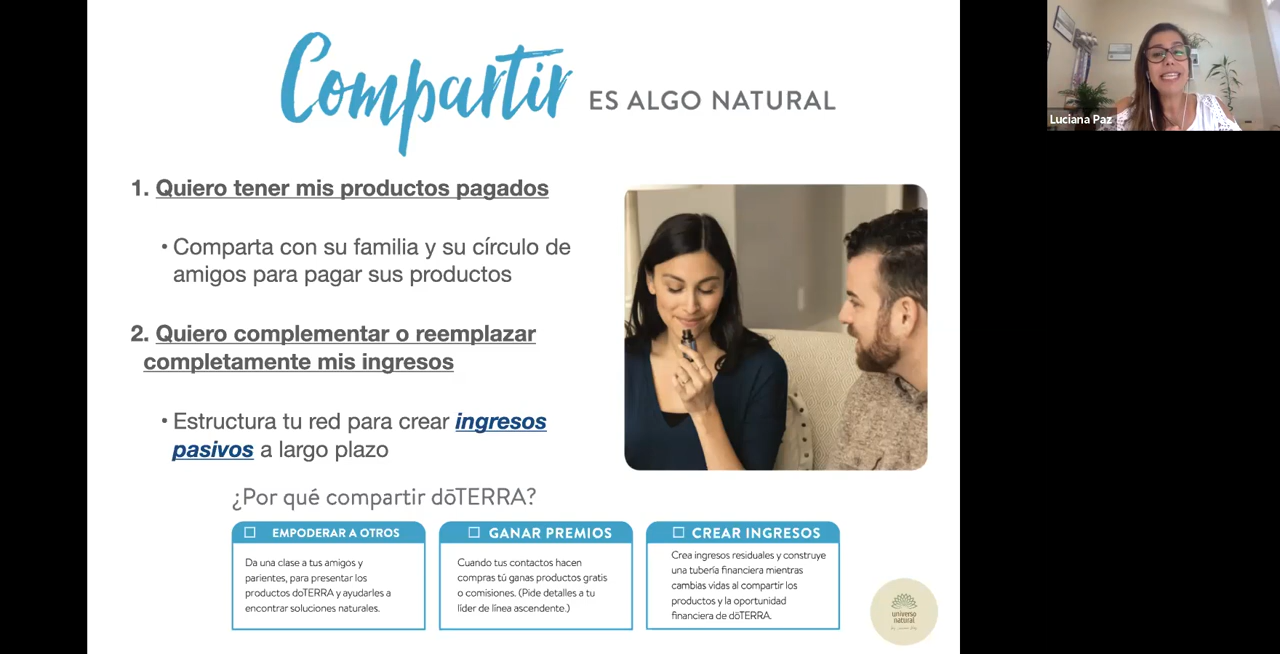 Compartir ES ALGO NATURAL
1. Quiero tener mis productos pagados
• Comparta con su familia y su círculo de
amigos para pagar sus productos
2. Quiero complementar o reemplazar
completamente mis ingresos
• Estructura tu red para crear ingresos
pasivos a largo plazo
¿Por qué compartir dōTERRA?
EMPODERAR A OTROS
Da una clase a tus amigos y
parientes, para presentar los
productos doTERRA y ayudarles a
encontrar soluciones naturales.
GANAR PREMIOS
Cuando tus contactos hacen
compras tú ganas productos gratis
o comisiones. (Pide detalles a tu
líder de línea ascendente.)
CREAR INGRESOS
Crea ingresos residuales y construye
una tubería financiera mientras
cambias vidas al compartir los
productos y la oportunidad
financiera de dōTERRA.
universo
natural
Luciana Paz